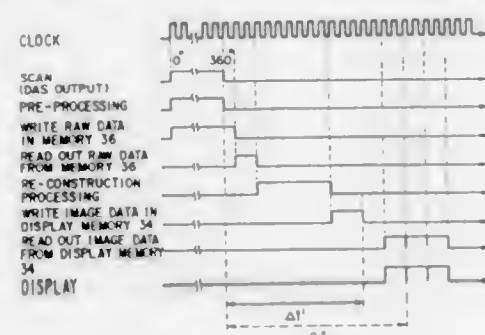 CLOCK
0° 360°
SCAN
(DAS OUTPUT)
PRE-PROCESSING
WRITE RAW DATA
IN MEMORY 36
READ OUT RAW DATA
FROM MEMORY 36
RE-CONSTRUCTION
PROCESSING
WRITE IMAGE DATA IN
DISPLAY MEMORY 34
READ OUT IMAGE DATA
FROM DISPLAY MEMORY
34
DISPLAY
Δt'